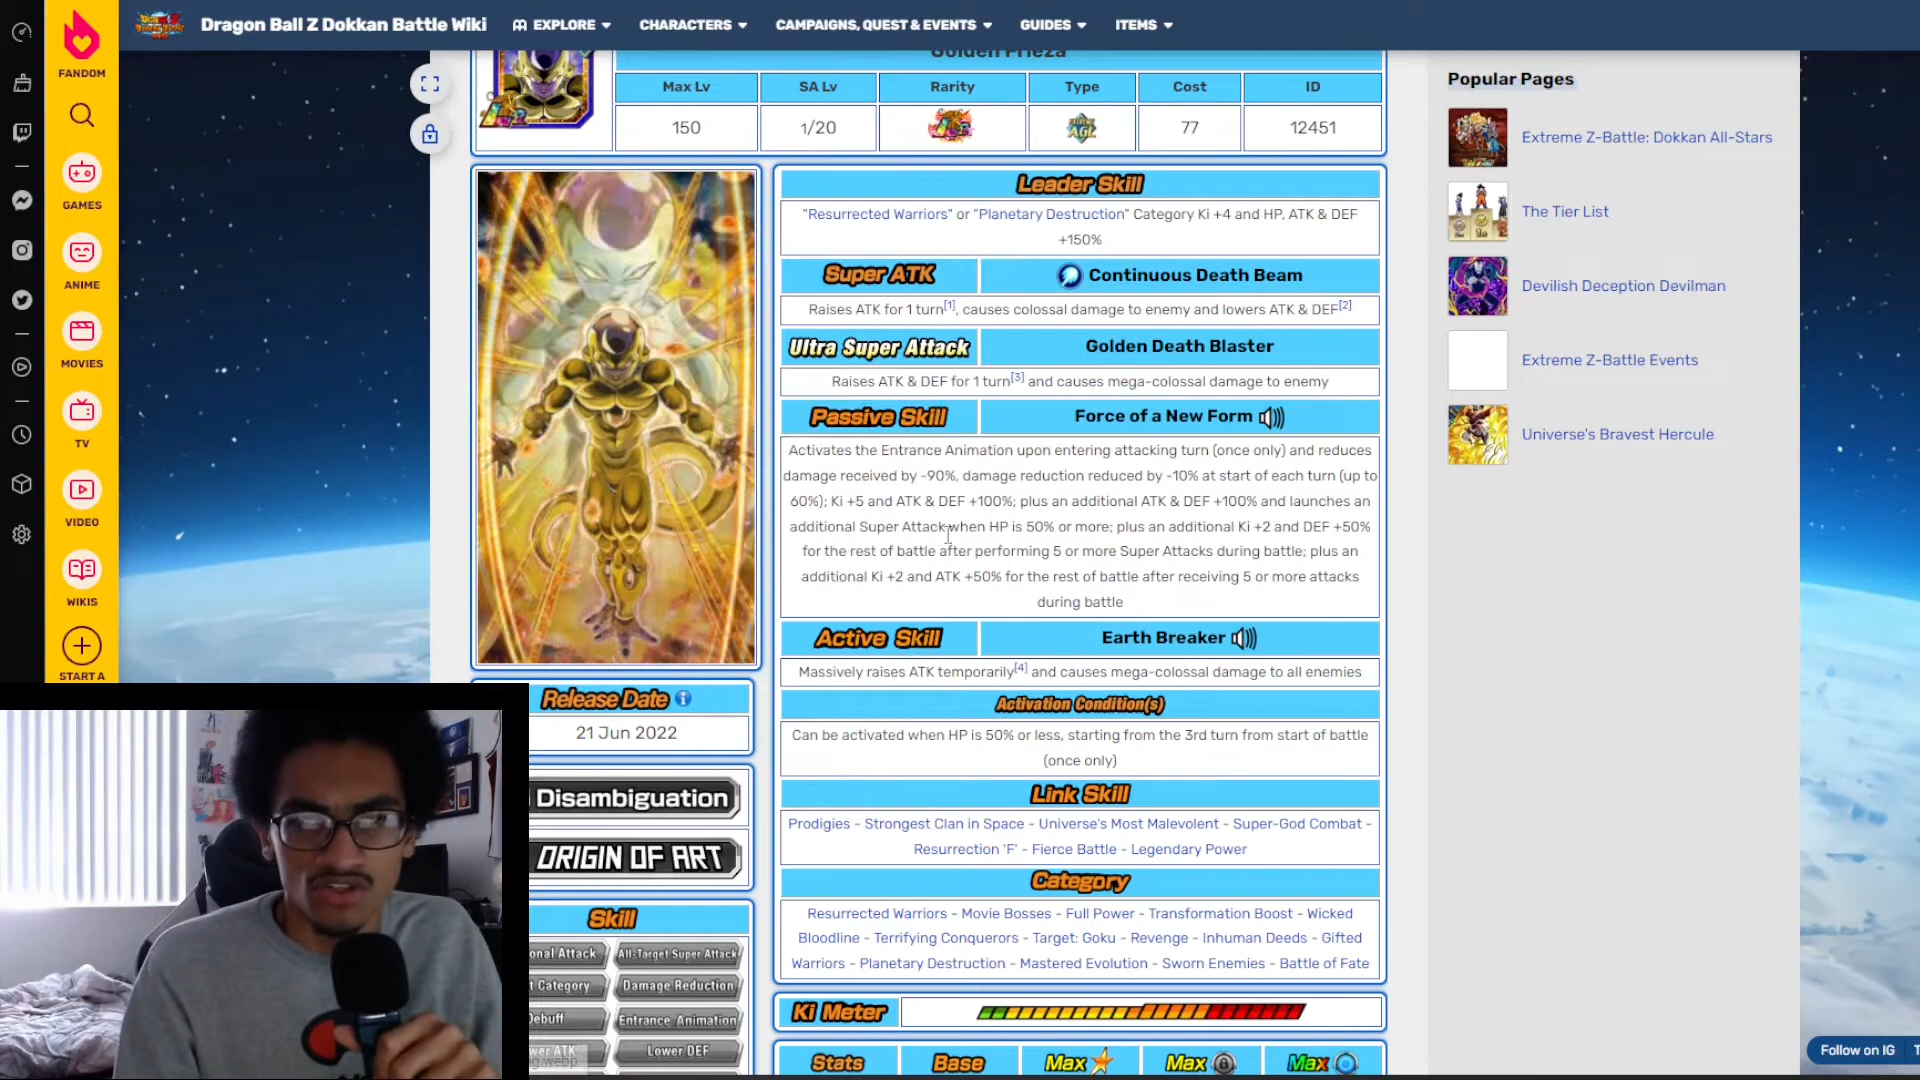 Dragon Ball Z Dokkan Battle Wiki
EXPLORE
CHARACTERS
CAMPAIGNS, QUEST & EVENTS
GUIDES
ITEMS
FANDOM
GAMES
ANIME
MOVIES
TV
VIDEO
WIKIS
START A
Golden Frieza
Max Lv
SA Lv
Rarity
Type
Cost
ID
150
1/20
AGL
77
12451
Leader Skill
"Resurrected Warriors" or "Planetary Destruction" Category Ki +4 and HP, ATK & DEF
+150%
Super ATK
Continuous Death Beam
Raises ATK for 1 turn[1], causes colossal damage to enemy and lowers ATK & DEF[2]
Ultra Super Attack
Golden Death Blaster
Raises ATK & DEF for 1 turn[3] and causes mega-colossal damage to enemy
Passive Skill
Force of a New Form
Activates the Entrance Animation upon entering attacking turn (once only) and reduces
damage received by -90%, damage reduction reduced by -10% at start of each turn (up to
60%); Ki +5 and ATK & DEF +100%; plus an additional ATK & DEF +100% and launches an
additional Super Attack when HP is 50% or more; plus an additional Ki +2 and DEF +50%
for the rest of battle after performing 5 or more Super Attacks during battle; plus an
additional Ki +2 and ATK +50% for the rest of battle after receiving 5 or more attacks
during battle
Active Skill
Earth Breaker
Massively raises ATK temporarily[4] and causes mega-colossal damage to all enemies
Activation Condition(s)
Can be activated when HP is 50% or less, starting from the 3rd turn from start of battle
(once only)
Link Skill
Prodigies - Strongest Clan in Space - Universe's Most Malevolent - Super-God Combat -
Resurrection 'F' - Fierce Battle - Legendary Power
Category
Resurrected Warriors - Movie Bosses - Full Power - Transformation Boost - Wicked
Bloodline - Terrifying Conquerors - Target: Goku - Revenge - Inhuman Deeds - Gifted
Warriors - Planetary Destruction - Mastered Evolution - Sworn Enemies - Battle of Fate
Ki Meter
Stats
Base
Max
Max
Max
Release Date
21 Jun 2022
Disambiguation
ORIGIN OF ART
Skill
onal Attack
All-Target Super Attack
t Category
Damage Reduction
Debuff
Entrance Animation
wer ATK
Lower DEF
Popular Pages
Extreme Z-Battle: Dokkan All-Stars
The Tier List
Devilish Deception Devilman
Extreme Z-Battle Events
Universe's Bravest Hercule
Follow on IG